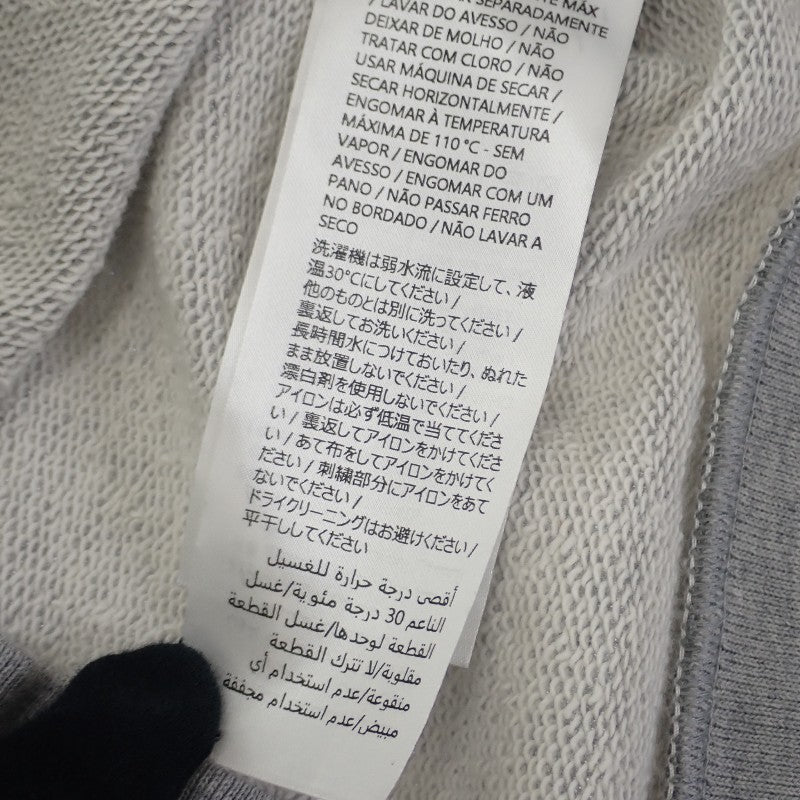 MÁX
SEPARADAMENTE
/ LAVAR DO AVESSO / NÃO
DEIXAR DE MOLHO / NÃO
TRATAR COM CLORO / NÃO
USAR MÁQUINA DE SECAR /
SECAR HORIZONTALMENTE /
ENGOMAR À TEMPERATURA
MÁXIMA DE 110 °C - SEM
VAPOR / ENGOMAR DO
AVESSO / ENGOMAR COM UM
PANO / NÃO PASSAR FERRO
NO BORDADO / NÃO LAVAR A
SECO
洗濯機は弱水流に設定して、液
温30℃にしてください /
他のものとは別に洗ってください /
裏返してお洗いください /
長時間水につけておいたり、ぬれた
まま放置しないでください /
漂白剤を使用しないでください /
アイロンは必ず低温で当ててくださ
い / 裏返してアイロンをかけてくださ
い / あて布をしてアイロンをかけてく
ださい / 刺繍部分にアイロンをあて
ないでください /
ドライクリーニングはお避けください /
平干ししてください
أقصى درجة حرارة للغسيل
الناعم 30 درجة مئوية/غسل
القطعة لوحدها/غسل القطعة
مقلوبة/لا تترك القطعة
منقوعة/عدم استخدام أي
مبيض/عدم استخدام مجففة